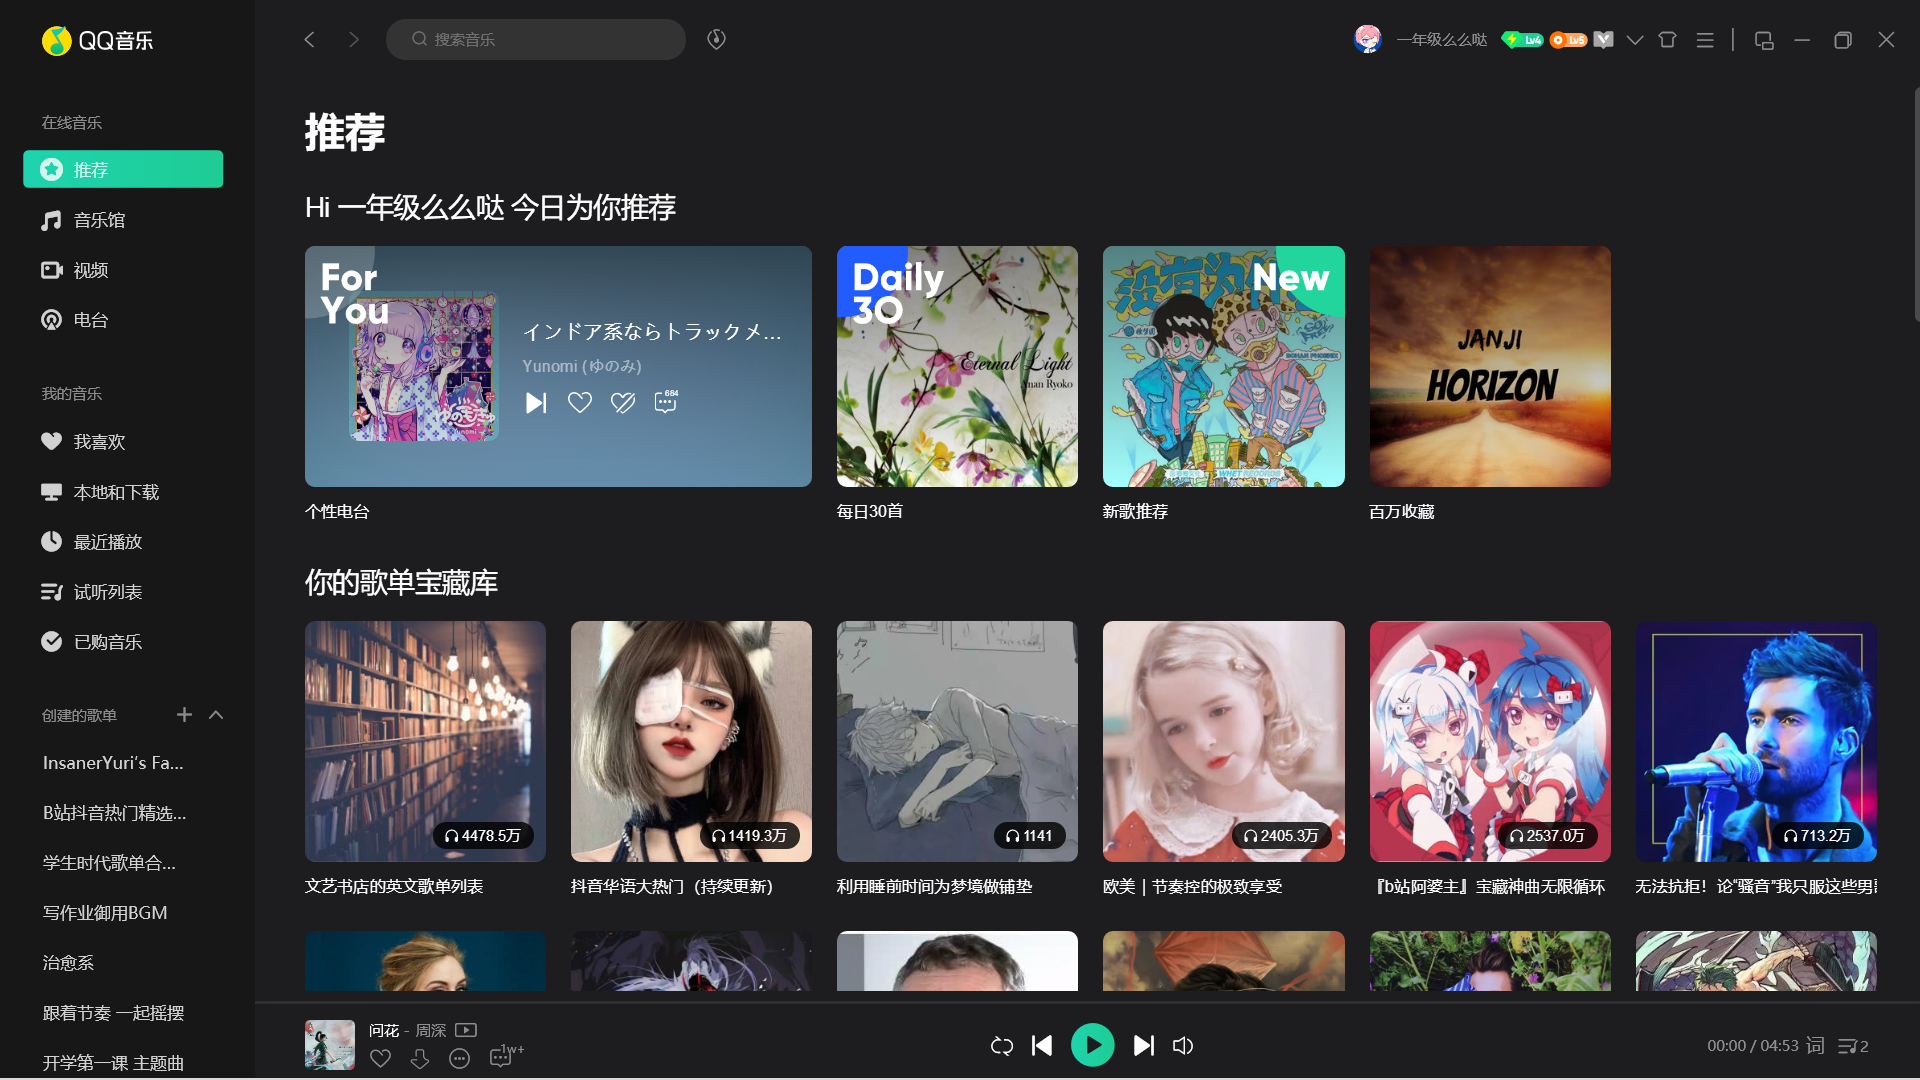 QQ音乐
搜索音乐
一年级么么哒
Lv4
Lv5
在线音乐
推荐
音乐馆
视频
电台
我的音乐
我喜欢
本地和下载
最近播放
试听列表
已购音乐
创建的歌单
InsanerYuri's Fa...
B站抖音热门精选...
学生时代歌单合...
写作业御用BGM
治愈系
跟着节奏 一起摇摆
开学第一课 主题曲
推荐
Hi 一年级么么哒 今日为你推荐
For
You
インドア系ならトラックメ...
Yunomi (ゆのみ)
684
个性电台
Daily
30
Eternal Light
Anan Ryoko
每日30首
New
WHET RECORDS
新歌推荐
JANJI
HORIZON
百万收藏
你的歌单宝藏库
4478.5万
文艺书店的英文歌单列表
1419.3万
抖音华语大热门（持续更新）
1141
利用睡前时间为梦境做铺垫
2405.3万
欧美｜节奏控的极致享受
2537.0万
『b站阿婆主』宝藏神曲无限循环
713.2万
无法抗拒！论“骚音”我只服这些男
问花 - 周深
1w+
00:00 / 04:53 词 2